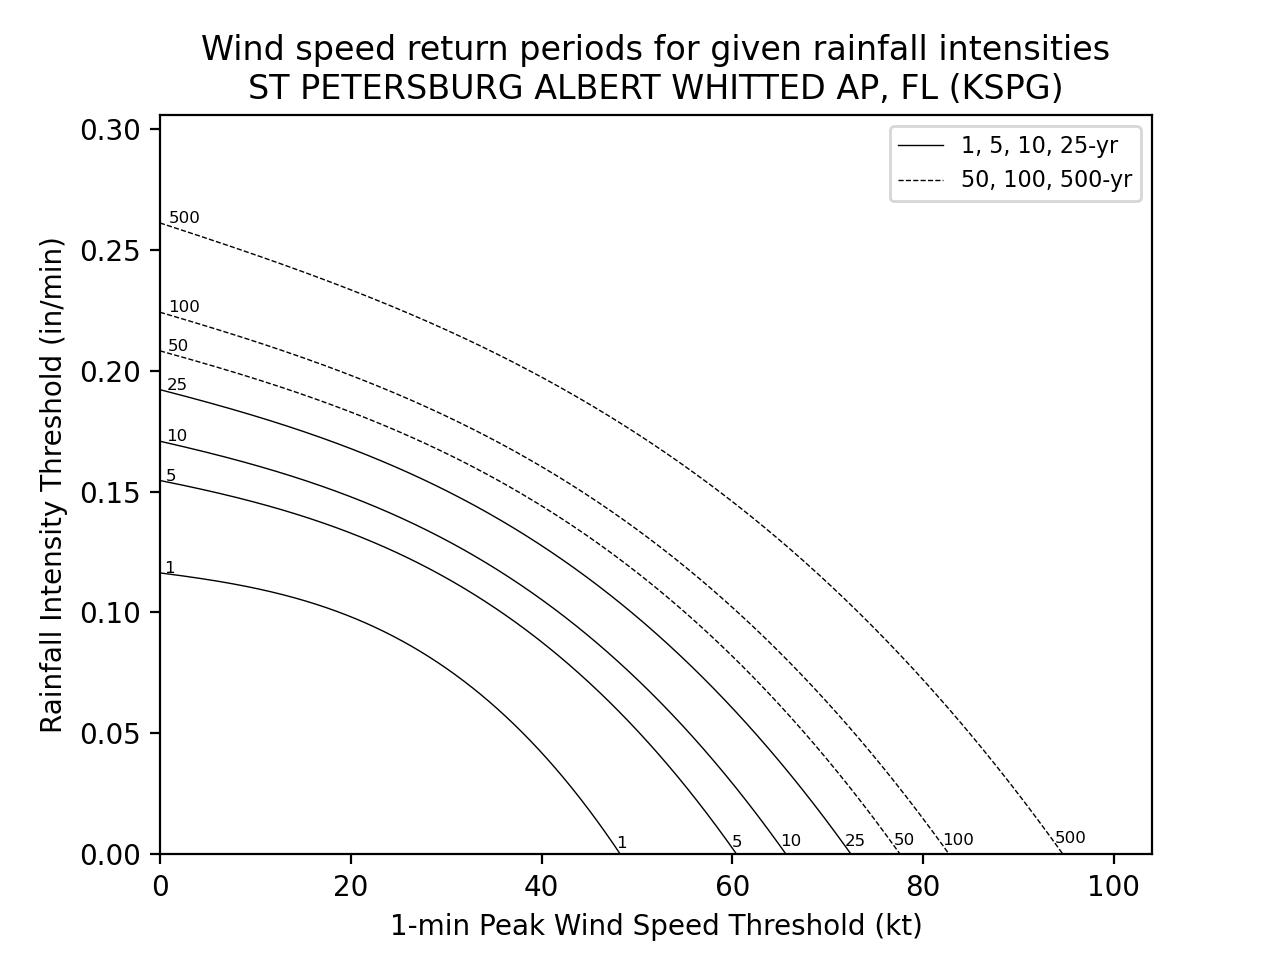 Wind speed return periods for given rainfall intensities
ST PETERSBURG ALBERT WHITTED AP, FL (KSPG)
Rainfall Intensity Threshold (in/min)
0.30
0.25
0.20
0.15
0.10
0.05
0.00
1, 5, 10, 25-yr
50, 100, 500-yr
500
100
50
25
10
5
1
1 5 10 25 50 100 500
0 20 40 60 80 100
1-min Peak Wind Speed Threshold (kt)